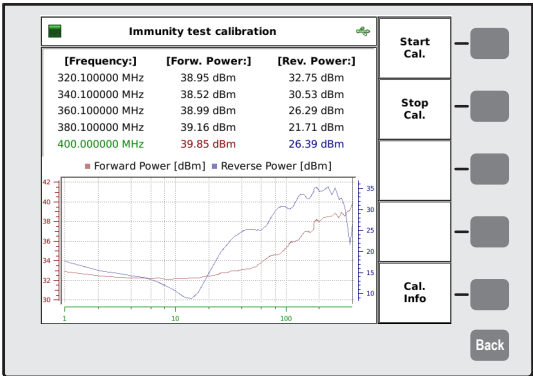 Immunity test calibration
[Frequency:] [Forw. Power:] [Rev. Power:]
320.100000 MHz 38.95 dBm 32.75 dBm
340.100000 MHz 38.52 dBm 30.53 dBm
360.100000 MHz 38.99 dBm 26.29 dBm
380.100000 MHz 39.16 dBm 21.71 dBm
400.000000 MHz 39.85 dBm 26.39 dBm
Forward Power [dBm] Reverse Power [dBm]
42
40
38
36
34
32
30
35
30
25
20
15
10
1 10 100
Start
Cal.
Stop
Cal.
Cal.
Info
Back